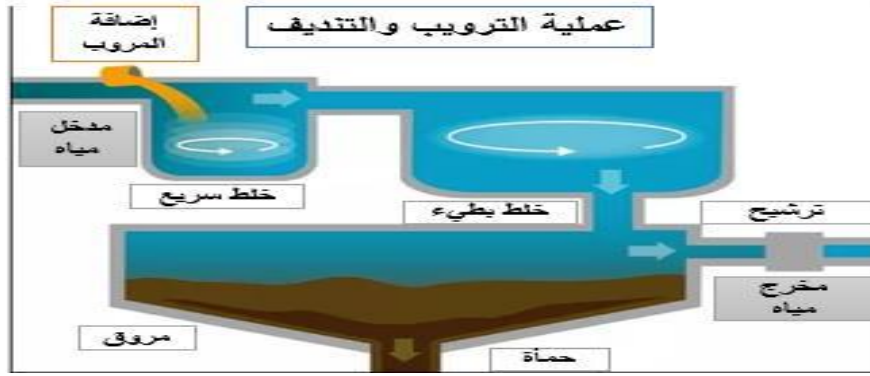 عملية الترويب والتنديف
إضافة
المروب
مدخل
مياه
خلط سريع
خلط بطيء
ترشيح
مخرج
مياه
مروق
حمأة